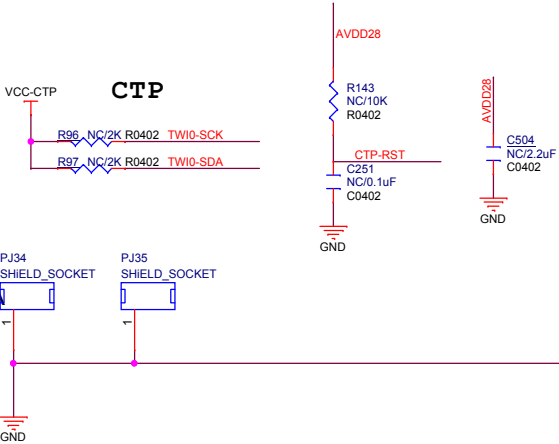 AVDD28
CTP
VCC-CTP
R96 NC/2K R0402 TWI0-SCK
R97 NC/2K R0402 TWI0-SDA
R143
NC/10K
R0402
CTP-RST
C251
NC/0.1uF
C0402
GND
AVDD28
C504
NC/2.2uF
C0402
GND
PJ34
SHiELD_SOCKET
1
PJ35
SHiELD_SOCKET
1
GND